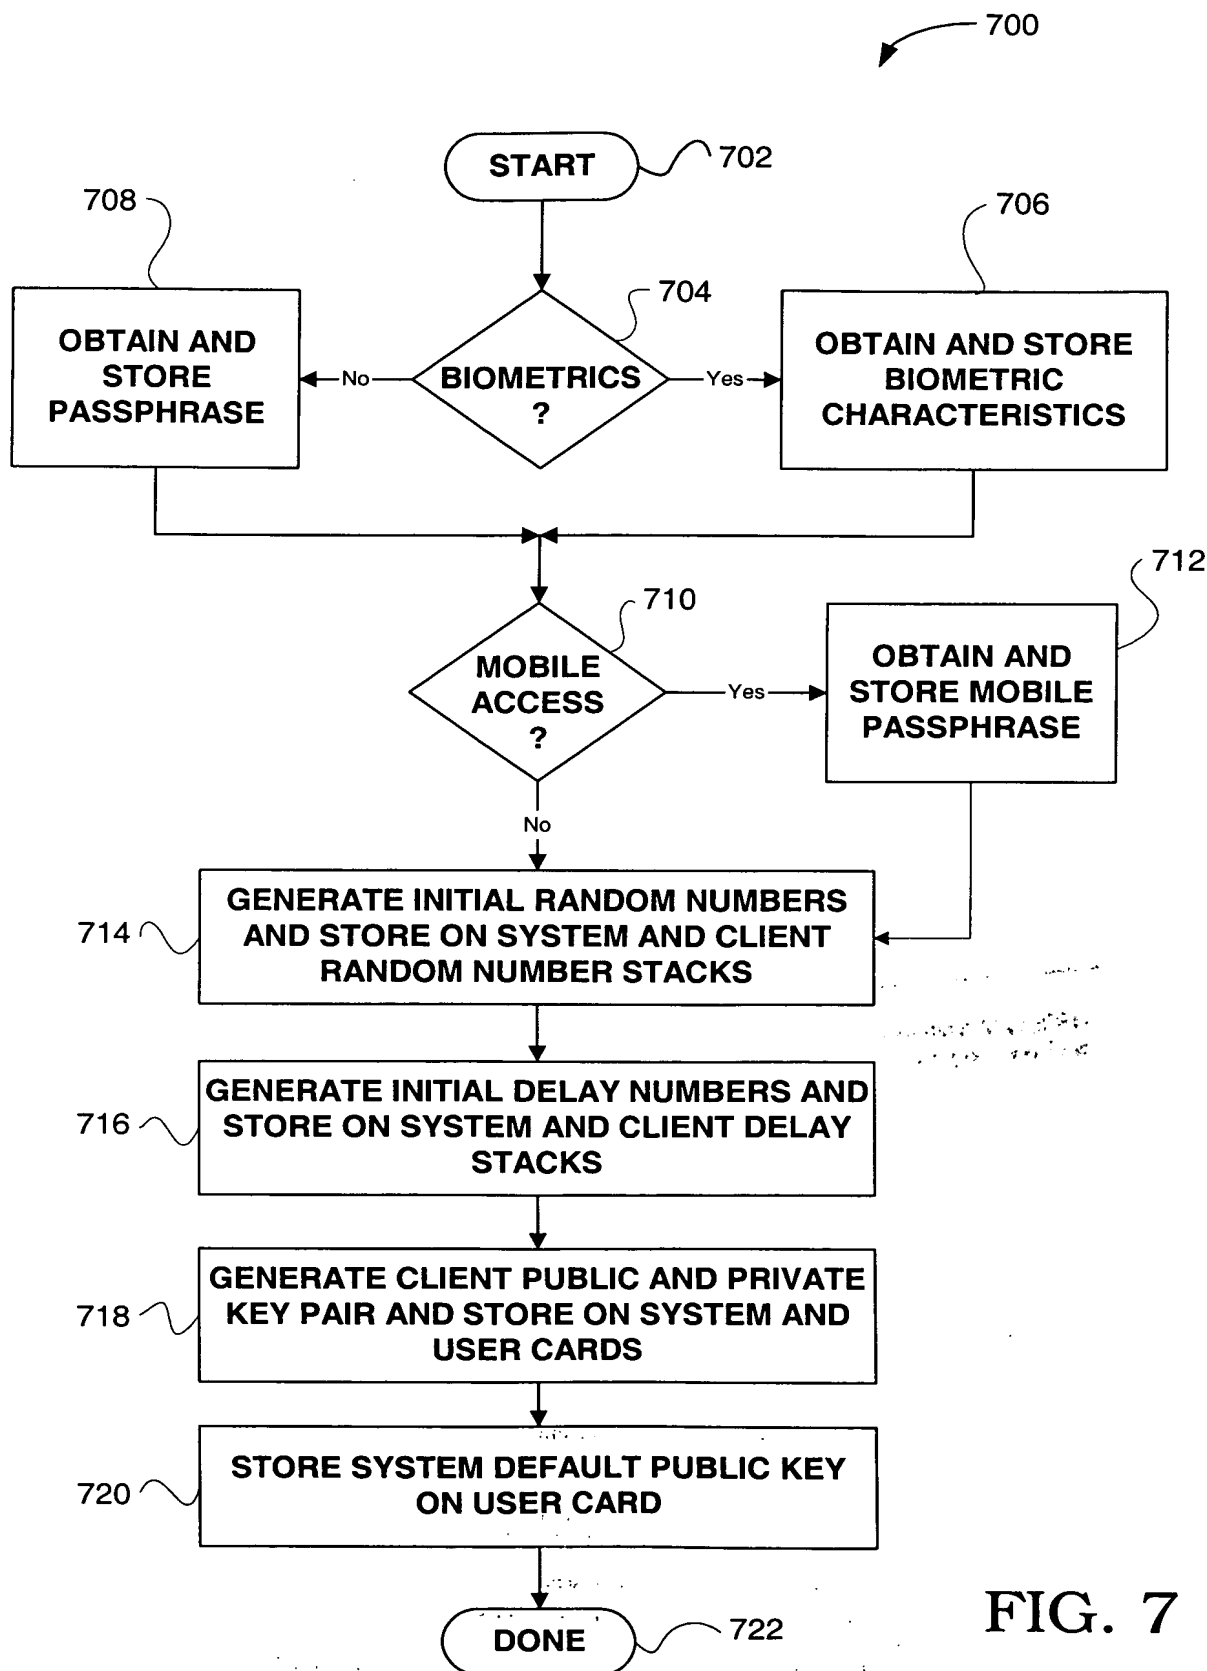 700
START
702
708
706
704
OBTAIN AND
STORE
PASSPHRASE
No
BIOMETRICS
?
Yes
OBTAIN AND STORE
BIOMETRIC
CHARACTERISTICS
712
710
MOBILE
ACCESS
?
Yes
OBTAIN AND
STORE MOBILE
PASSPHRASE
No
714
GENERATE INITIAL RANDOM NUMBERS
AND STORE ON SYSTEM AND CLIENT
RANDOM NUMBER STACKS
716
GENERATE INITIAL DELAY NUMBERS AND
STORE ON SYSTEM AND CLIENT DELAY
STACKS
718
GENERATE CLIENT PUBLIC AND PRIVATE
KEY PAIR AND STORE ON SYSTEM AND
USER CARDS
720
STORE SYSTEM DEFAULT PUBLIC KEY
ON USER CARD
DONE
722
FIG. 7